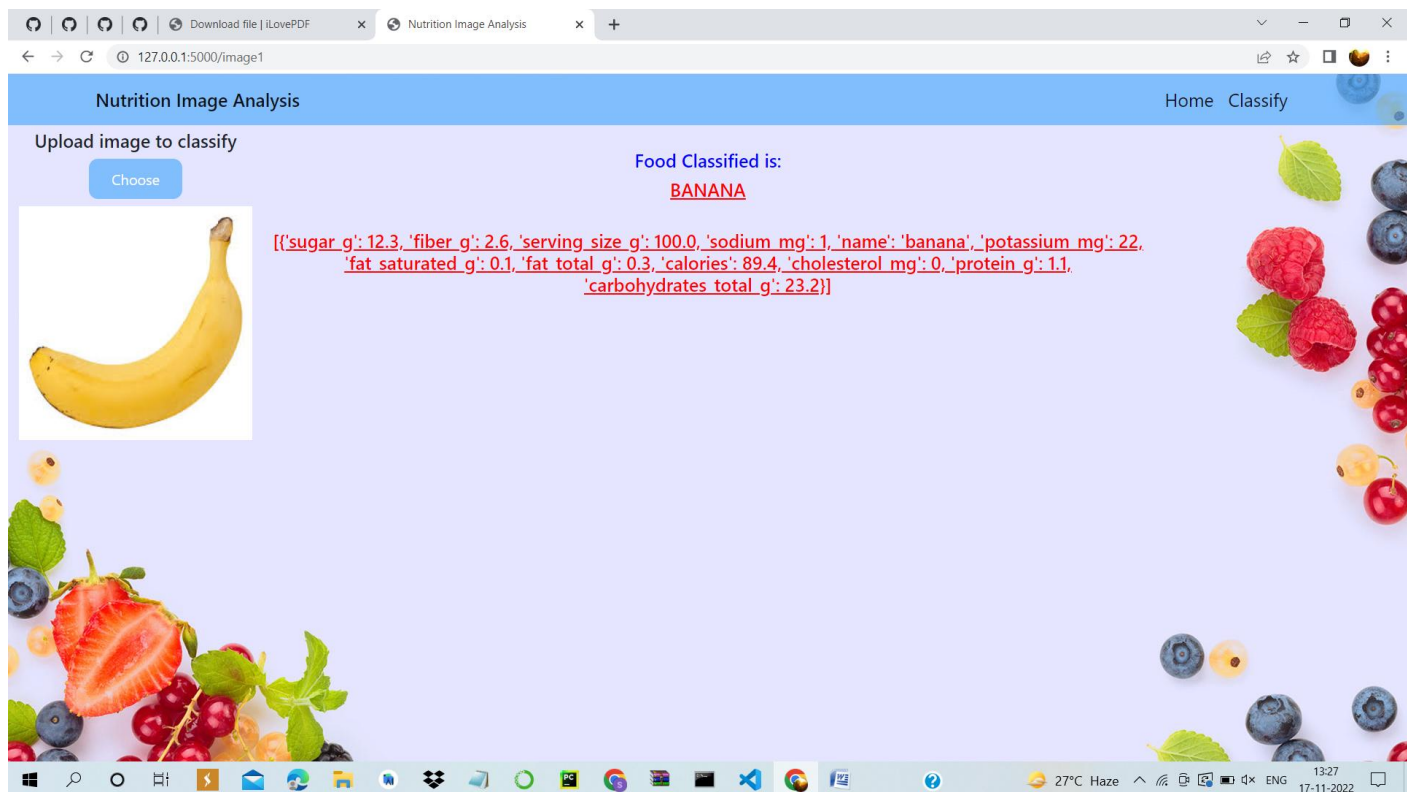 Download file | iLovePDF
Nutrition Image Analysis
127.0.0.1:5000/image1
Nutrition Image Analysis
Home Classify
Upload image to classify
Choose
Food Classified is:
BANANA
[{'sugar_g': 12.3, 'fiber_g': 2.6, 'serving_size_g': 100.0, 'sodium_mg': 1, 'name': 'banana', 'potassium_mg': 22,
'fat_saturated_g': 0.1, 'fat_total_g': 0.3, 'calories': 89.4, 'cholesterol_mg': 0, 'protein_g': 1.1,
'carbohydrates_total_g': 23.2}]
27°C Haze
ENG
13:27
17-11-2022